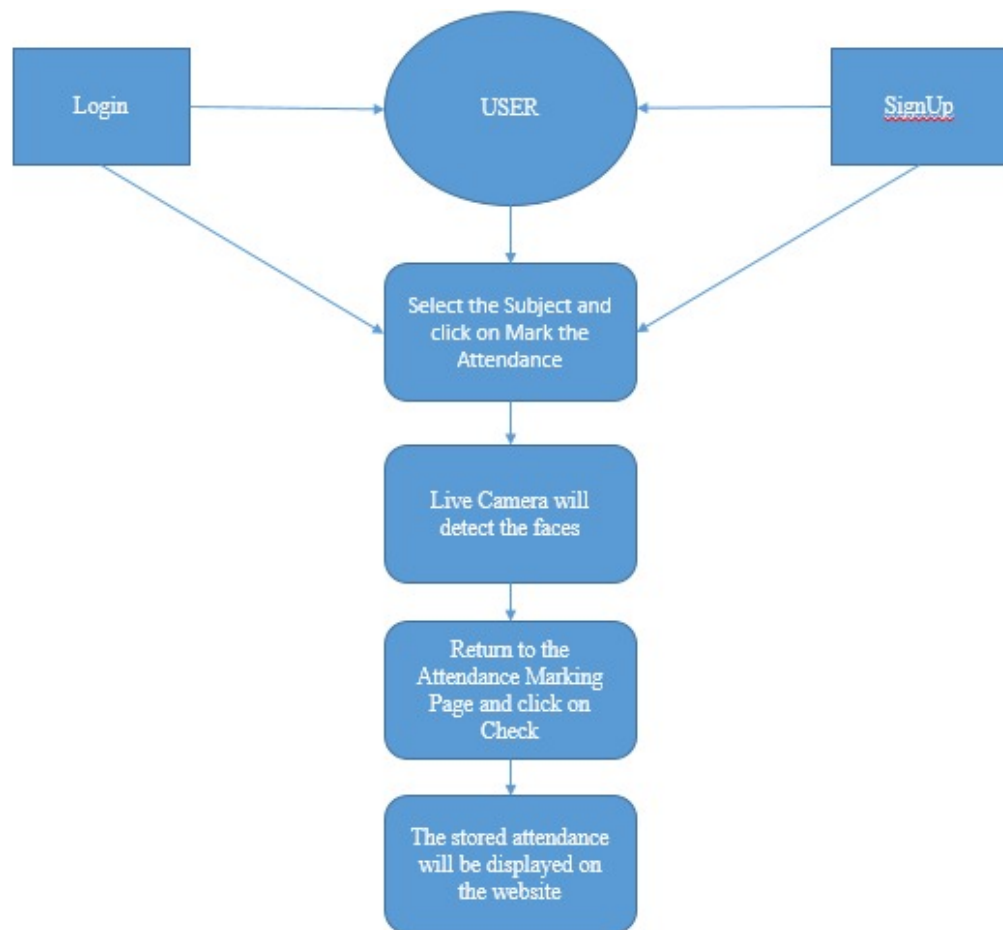 Login
USER
SignUp
Select the Subject and
click on Mark the
Attendance
Live Camera will
detect the faces
Return to the
Attendance Marking
Page and click on
Check
The stored attendance
will be displayed on
the website